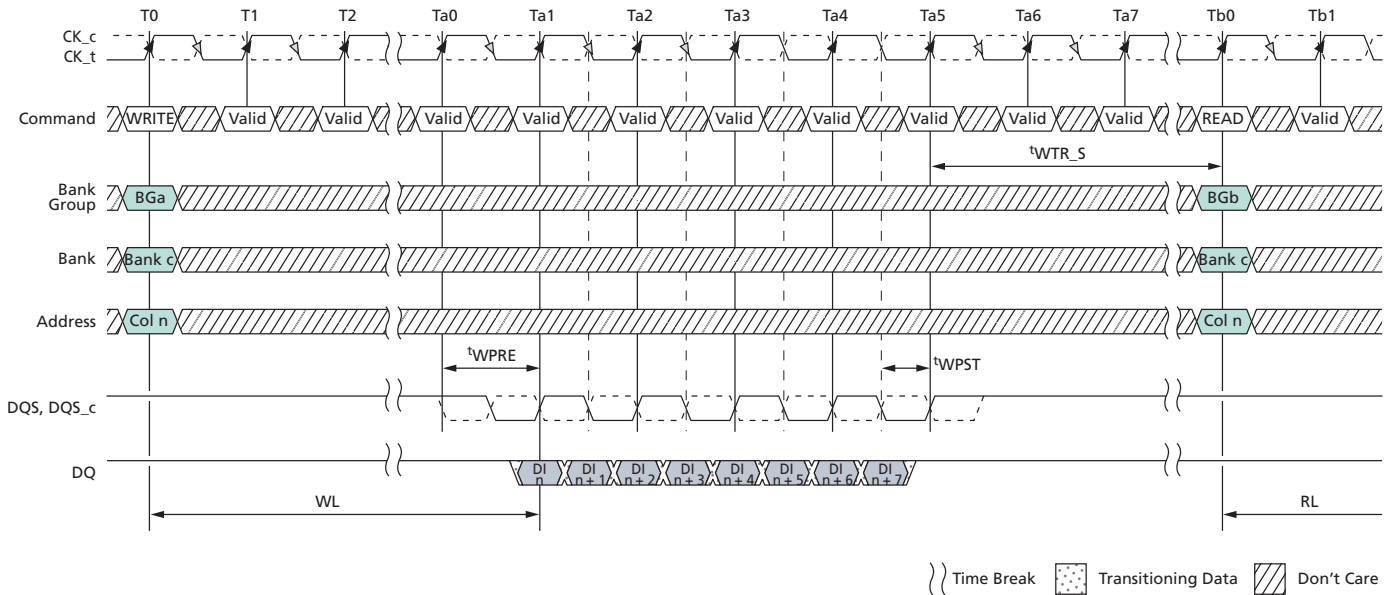 T0 T1 T2 Ta0 Ta1 Ta2 Ta3 Ta4 Ta5 Ta6 Ta7 Tb0 Tb1
CK_c
CK_t
Command WRITE Valid Valid Valid Valid Valid Valid Valid Valid Valid Valid READ Valid
tWTR_S
Bank
Group BGa BGb
Bank Bank c Bank c
Address Col n Col n
tWPRE tWPST
DQS, DQS_c
DQ DI n DI n + 1 DI n + 2 DI n + 3 DI n + 4 DI n + 5 DI n + 6 DI n + 7
WL RL
Time Break Transitioning Data Don't Care